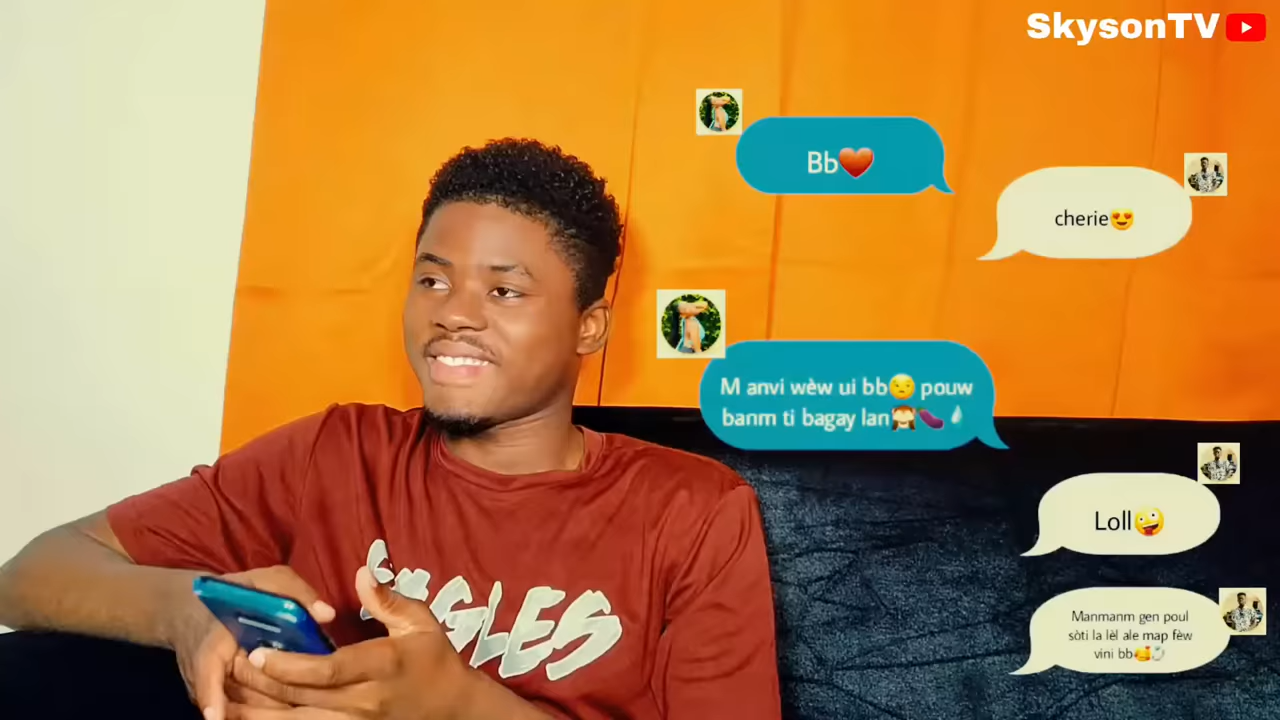 SkysonTV
Bb❤️
cherie😍
M anvi wèw ui bb😒 pouw
banm ti bagay lan🙈🍆💧
Loll🤪
Manmanm gen poul
sòti la lèl ale map fèw
vini bb🥰💍
GLES